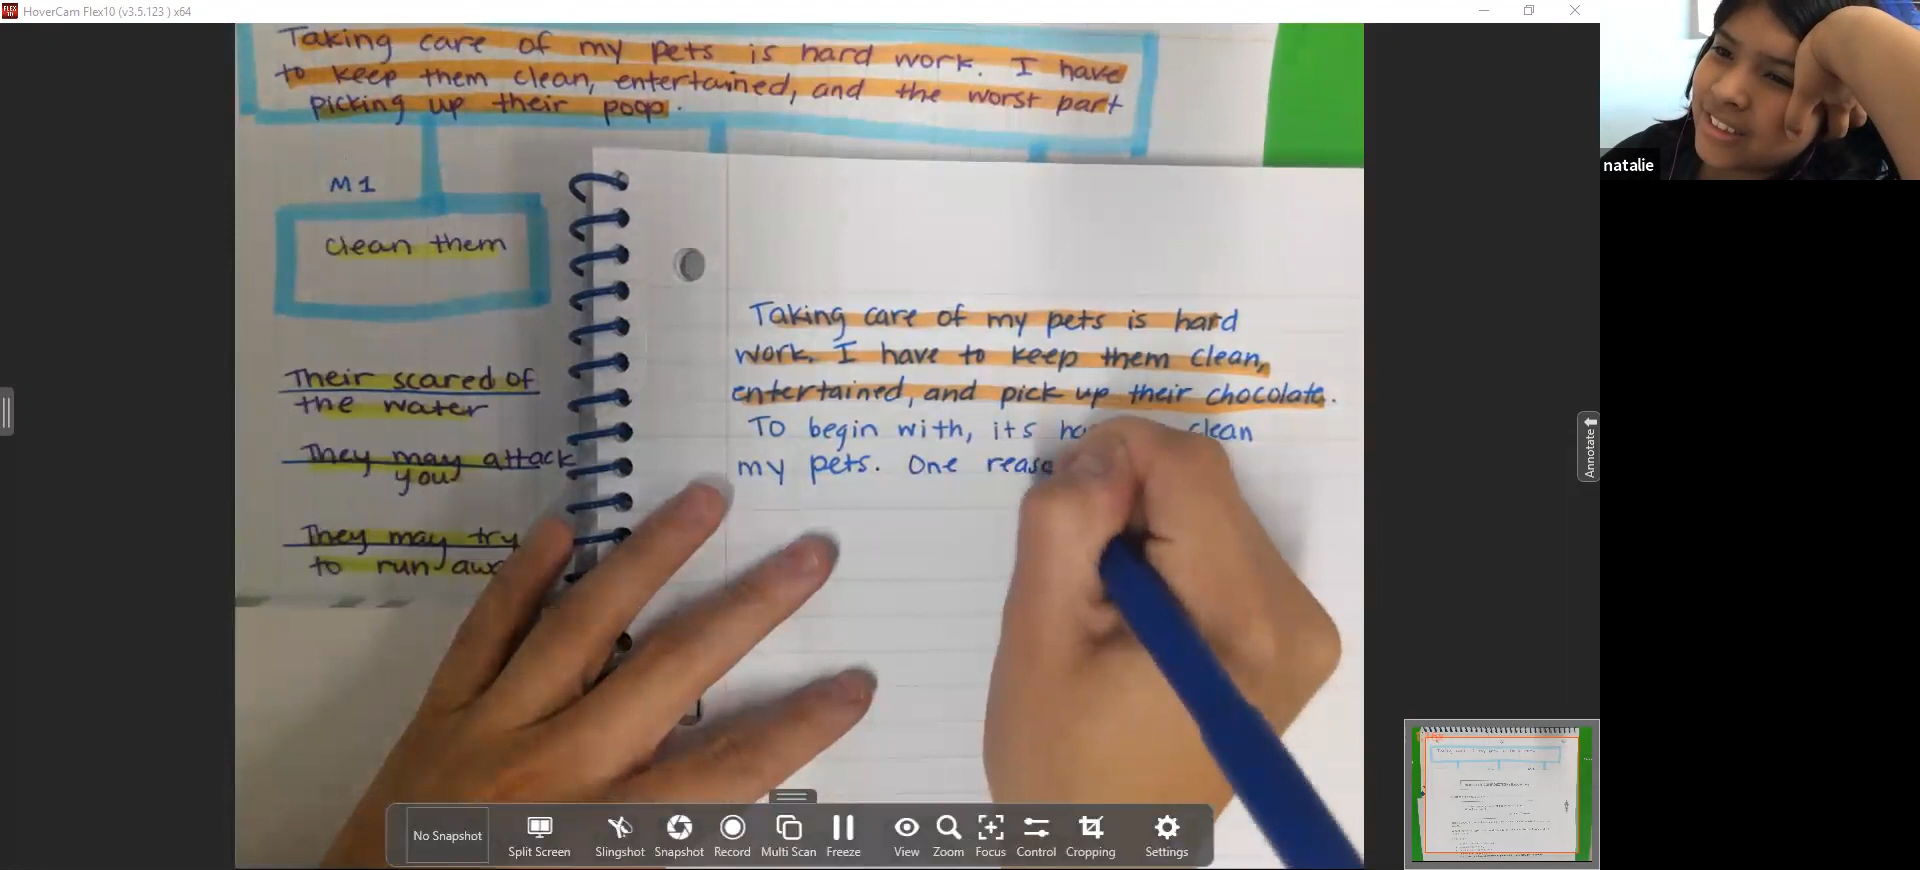 HoverCam Flex10 (v3.5.123 ) x64
Taking care of my pets is hard work. I have
to keep them clean, entertained, and the worst part
picking up their poop.
M1
clean them
Their scared of
the water
They may attack
you
They may try
to run
Taking care of my pets is hard
work. I have to keep them clean,
entertained, and pick up their chocolate.
To begin with, its clean
my pets. One
natalie
Annotate
No Snapshot
Split Screen
Slingshot
Snapshot
Record
Multi Scan
Freeze
View
Zoom
Focus
Control
Cropping
Settings